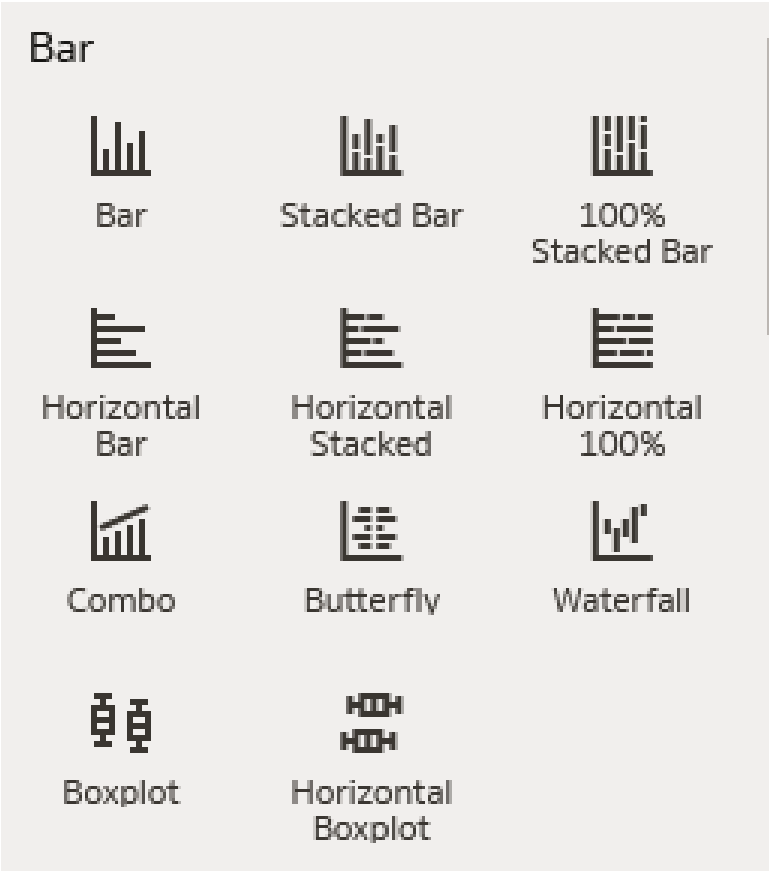 Bar
Bar
Stacked Bar
100%
Stacked Bar
Horizontal
Bar
Horizontal
Stacked
Horizontal
100%
Combo
Butterfly
Waterfall
Boxplot
Horizontal
Boxplot